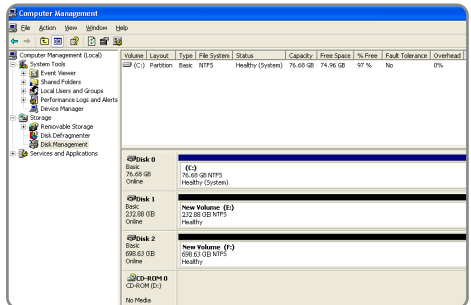 Computer Management
File Action View Window Help
Computer Management (Local)
System Tools
Event Viewer
Shared Folders
Local Users and Groups
Performance Logs and Alerts
Device Manager
Storage
Removable Storage
Disk Defragmenter
Disk Management
Services and Applications
Volume Layout Type File System Status Capacity Free Space % Free Fault Tolerance Overhead
(C:) Partition Basic NTFS Healthy (System) 76.68 GB 74.96 GB 97 % No 0%
Disk 0
Basic
76.68 GB
Online
(C:)
76.68 GB NTFS
Healthy (System)
Disk 1
Basic
232.88 GB
Online
New Volume (E:)
232.88 GB NTFS
Healthy
Disk 2
Basic
698.63 GB
Online
New Volume (F:)
698.63 GB NTFS
Healthy
CD-ROM 0
CD-ROM (D:)
No Media